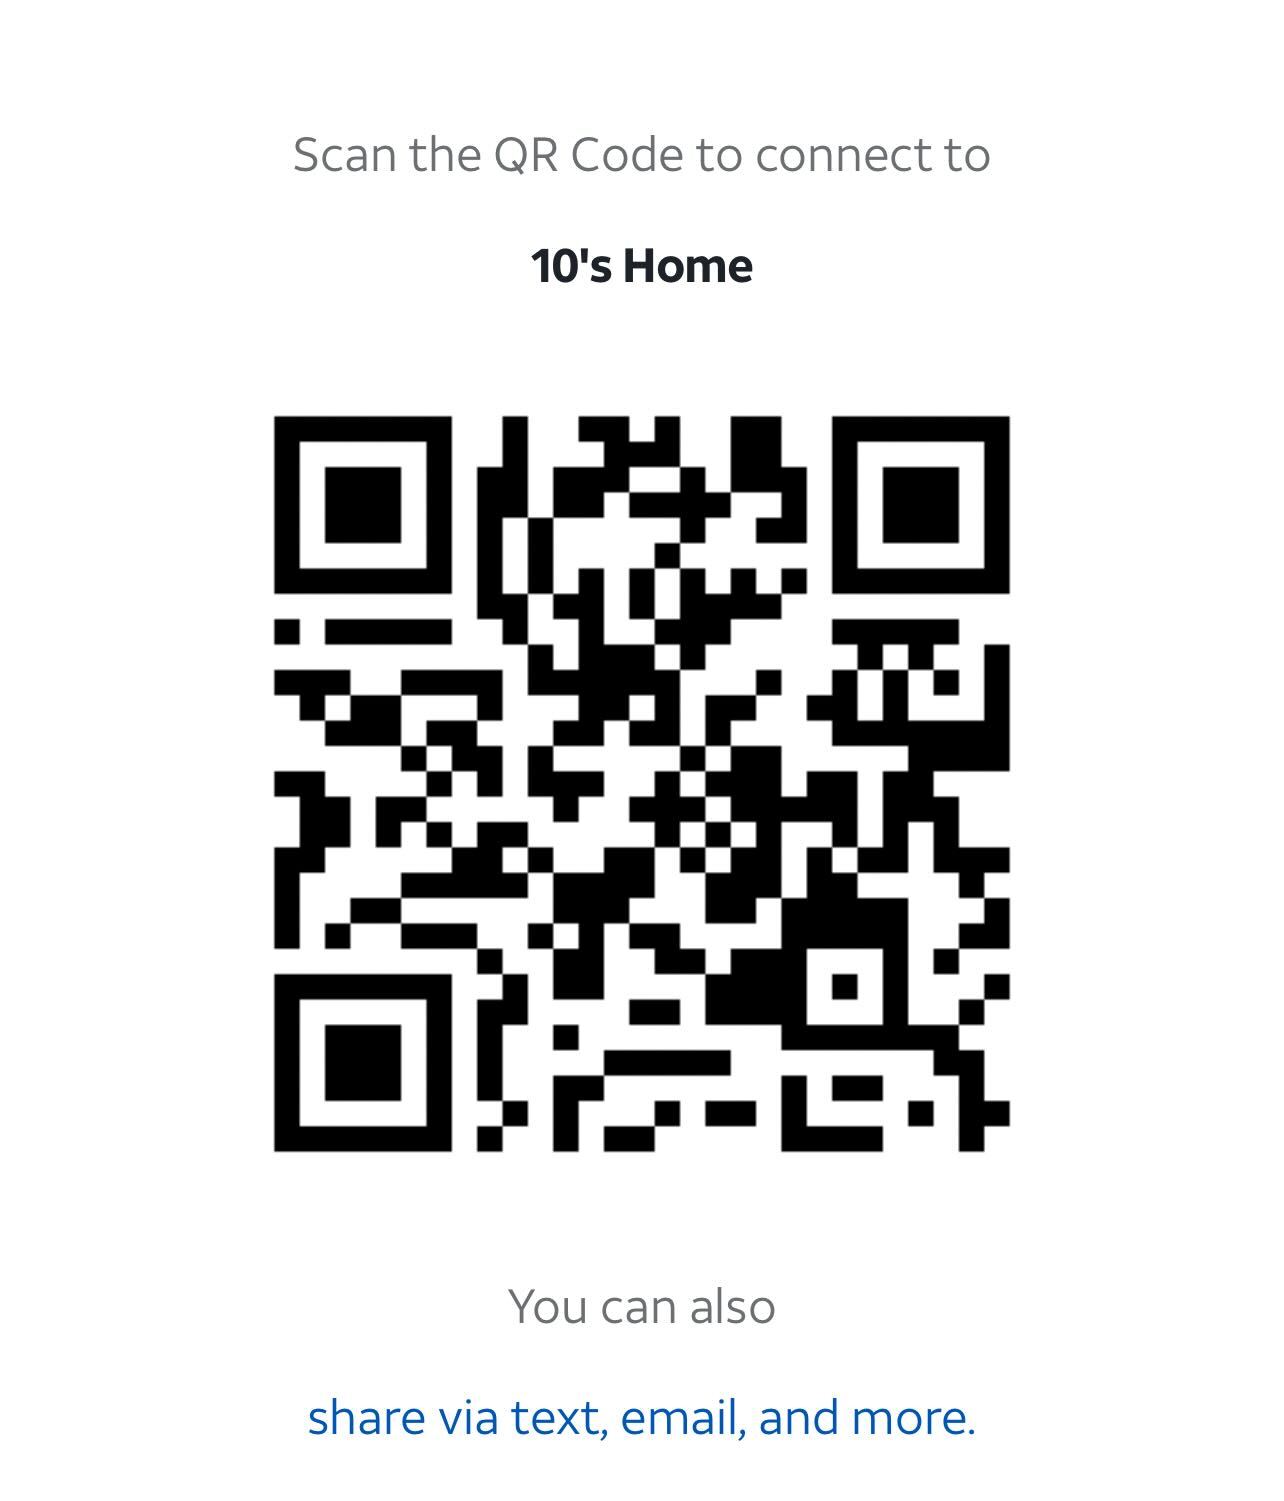 Scan the QR Code to connect to
10's Home
You can also
share via text, email, and more.